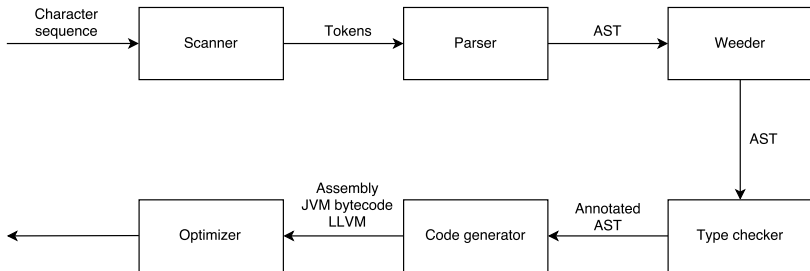 Character
sequence
Scanner
Tokens
Parser
AST
Weeder
AST
Type checker
Annotated
AST
Code generator
Assembly
JVM bytecode
LLVM
Optimizer